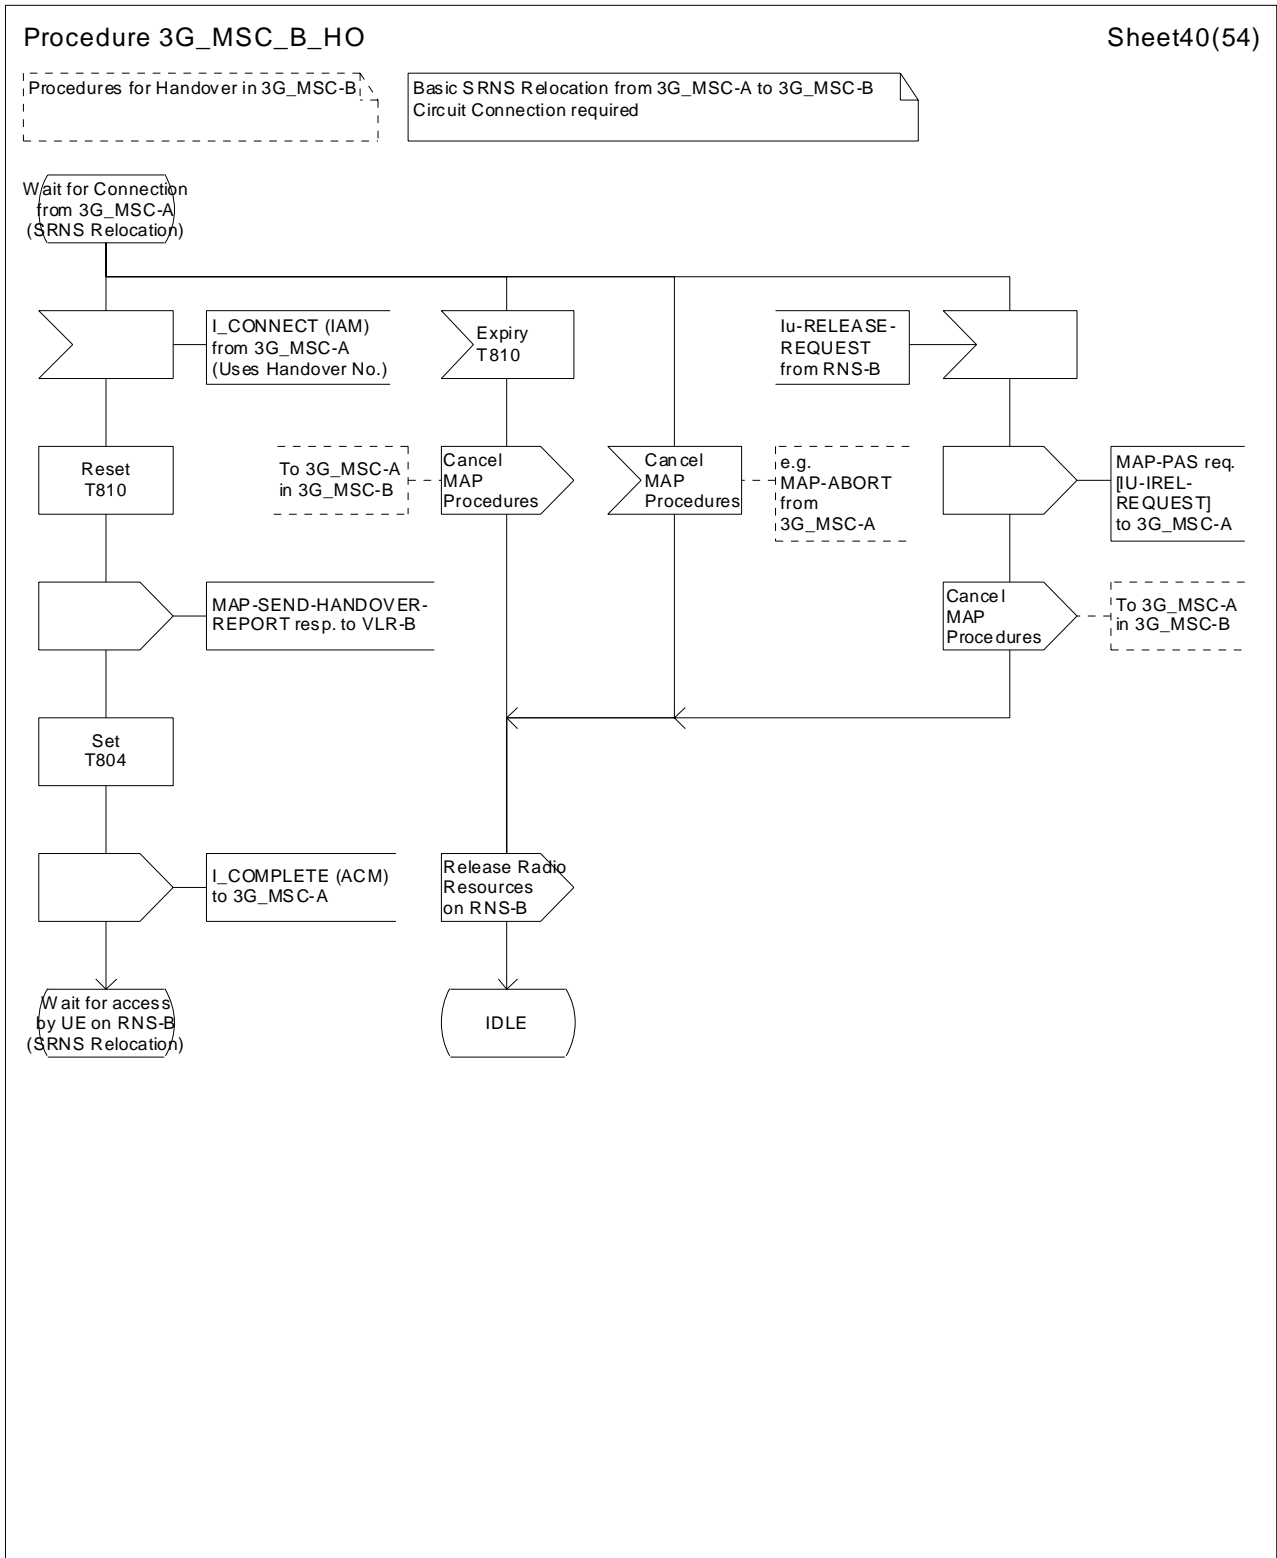 Procedure 3G_MSC_B_HO
Sheet40(54)
Procedures for Handover in 3G_MSC-B
Basic SRNS Relocation from 3G_MSC-A to 3G_MSC-B
Circuit Connection required
Wait for Connection
from 3G_MSC-A
(SRNS Relocation)
I_CONNECT (IAM)
from 3G_MSC-A
(Uses Handover No.)
Expiry
T810
Iu-RELEASE-
REQUEST
from RNS-B
Reset
T810
To 3G_MSC-A
in 3G_MSC-B
Cancel
MAP
Procedures
Cancel
MAP
Procedures
e.g.
MAP-ABORT
from
3G_MSC-A
MAP-PAS req.
[IU-IREL-
REQUEST]
to 3G_MSC-A
MAP-SEND-HANDOVER-
REPORT resp. to VLR-B
Cancel
MAP
Procedures
To 3G_MSC-A
in 3G_MSC-B
Set
T804
I_COMPLETE (ACM)
to 3G_MSC-A
Release Radio
Resources
on RNS-B
Wait for access
by UE on RNS-B
(SRNS Relocation)
IDLE